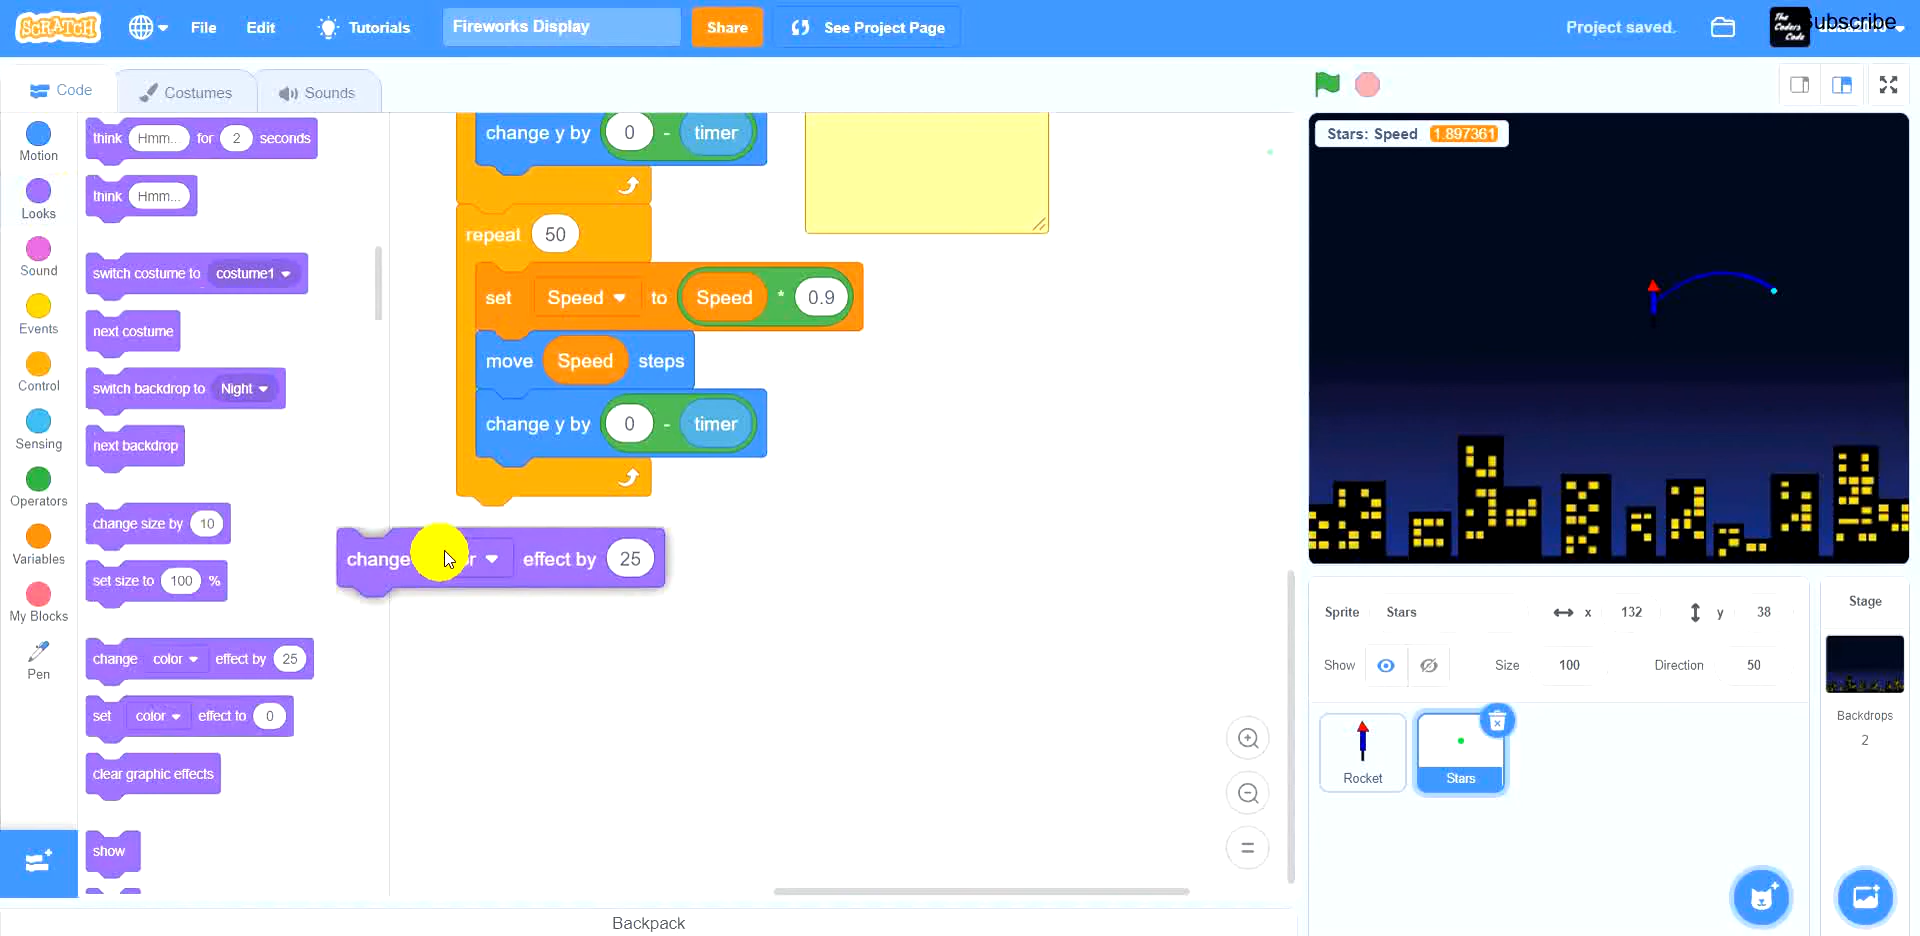 SCRATCH File Edit Tutorials Fireworks Display Share See Project Page Project saved. The Coders Code Subscribe
Code Costumes Sounds
Motion
Looks
Sound
Events
Control
Sensing
Operators
Variables
My Blocks
Pen
think Hmm.. for 2 seconds
think Hmm...
switch costume to costume1
next costume
switch backdrop to Night
next backdrop
change size by 10
set size to 100 %
change color effect by 25
set color effect to 0
clear graphic effects
show
change y by 0 - timer
repeat 50
set Speed to Speed * 0.9
move Speed steps
change y by 0 - timer
change effect by 25
Backpack
Stars: Speed 1.897361
Sprite Stars x 132 y 38
Show Size 100 Direction 50
Rocket
Stars
Stage
Backdrops
2